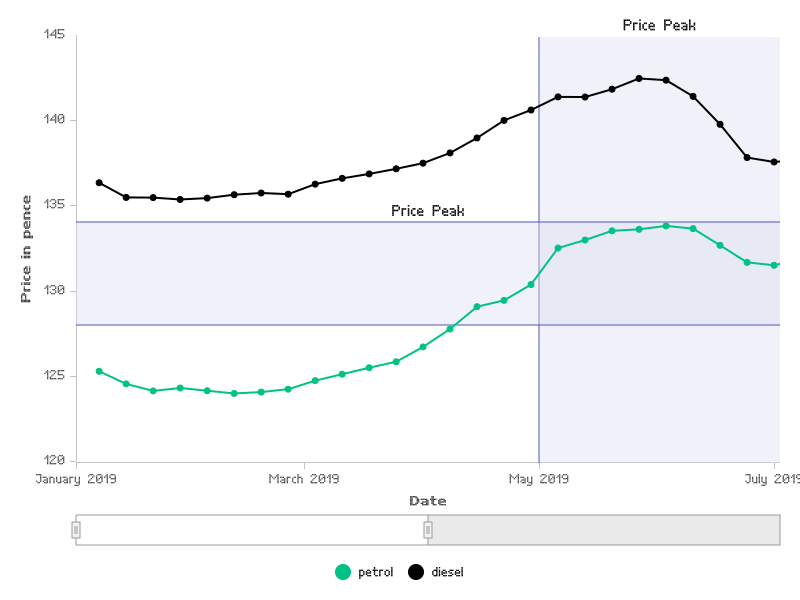 Price Peak
145
140
135
130
125
120
Price Peak
Price in pence
January 2019
March 2019
May 2019
July 2019
Date
petrol
diesel